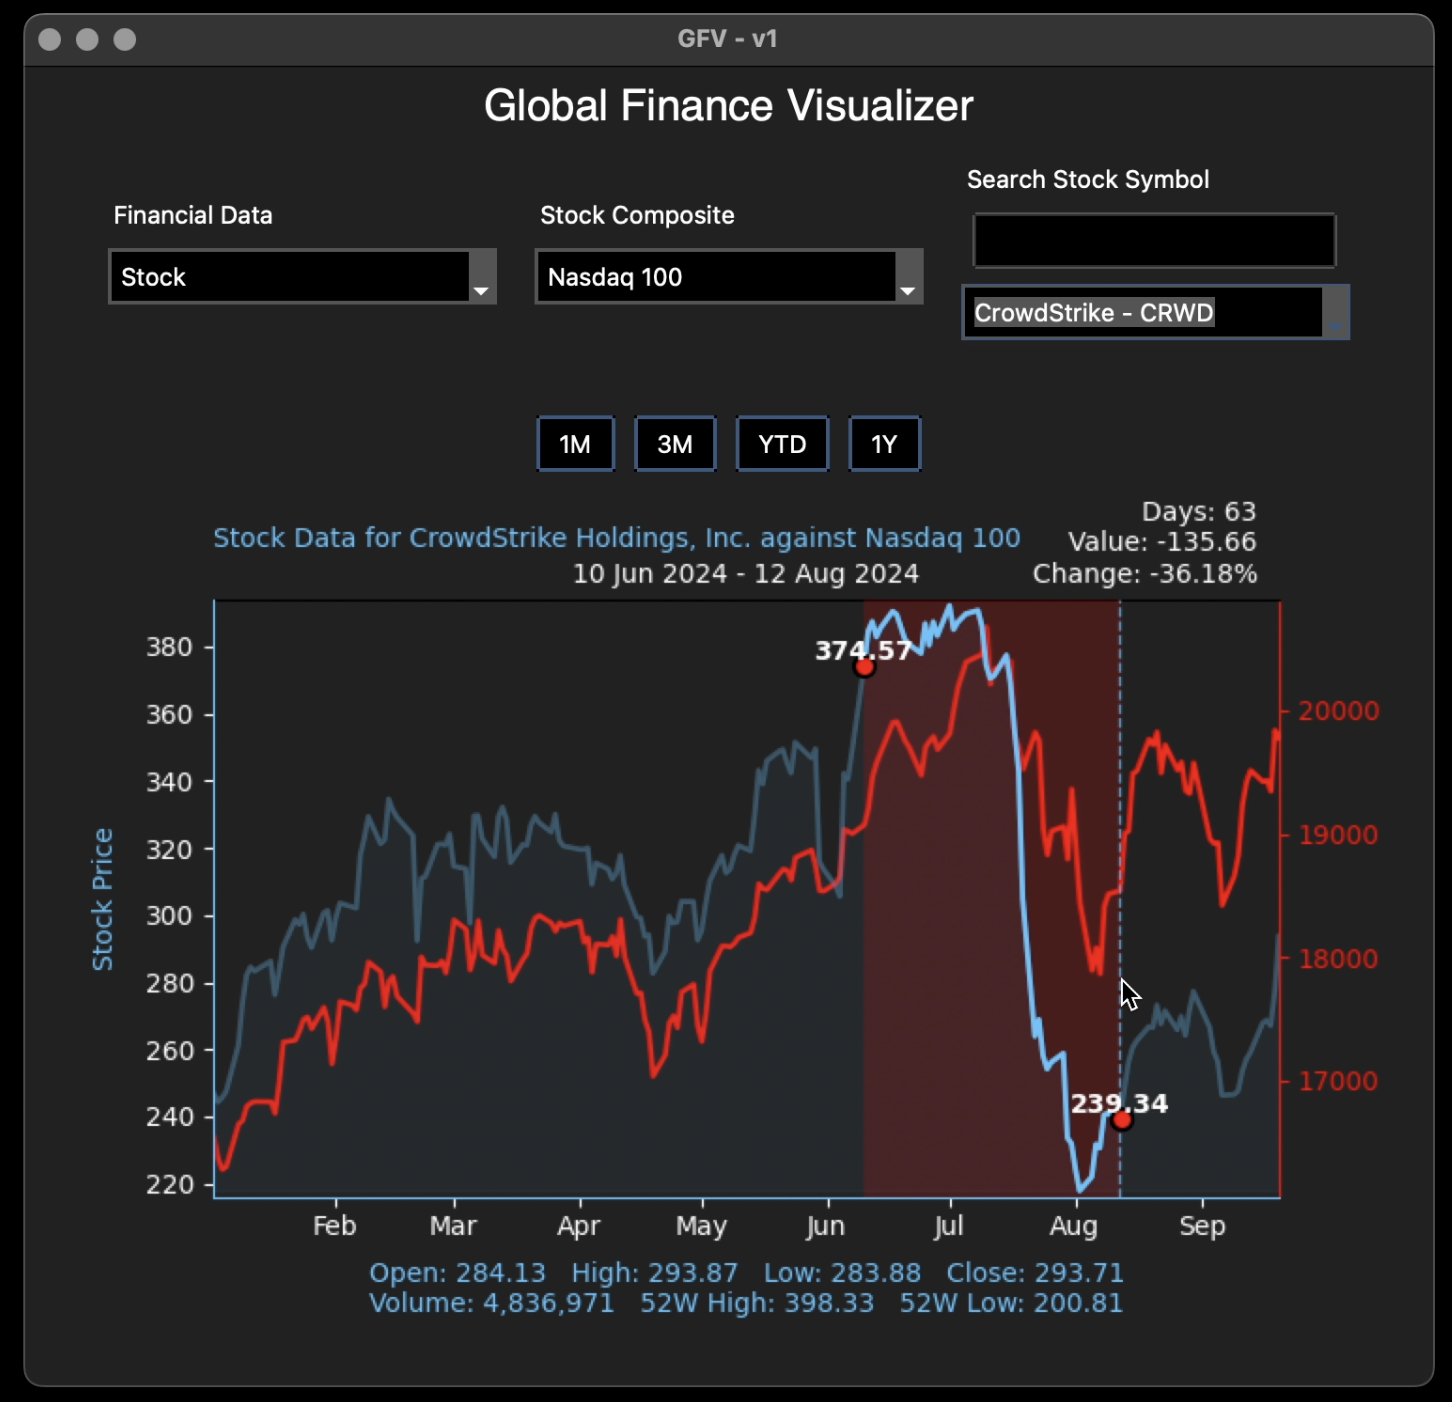 GFV - v1
Global Finance Visualizer
Search Stock Symbol
Financial Data
Stock Composite
Stock
Nasdaq 100
CrowdStrike - CRWD
1M
3M
YTD
1Y
Days: 63
Stock Data for CrowdStrike Holdings, Inc. against Nasdaq 100
Value: -135.66
10 Jun 2024 - 12 Aug 2024
Change: -36.18%
Stock Price
380
360
340
320
300
280
260
240
220
374.57
239.34
20000
19000
18000
17000
Feb
Mar
Apr
May
Jun
Jul
Aug
Sep
Open: 284.13 High: 293.87 Low: 283.88 Close: 293.71
Volume: 4,836,971 52W High: 398.33 52W Low: 200.81